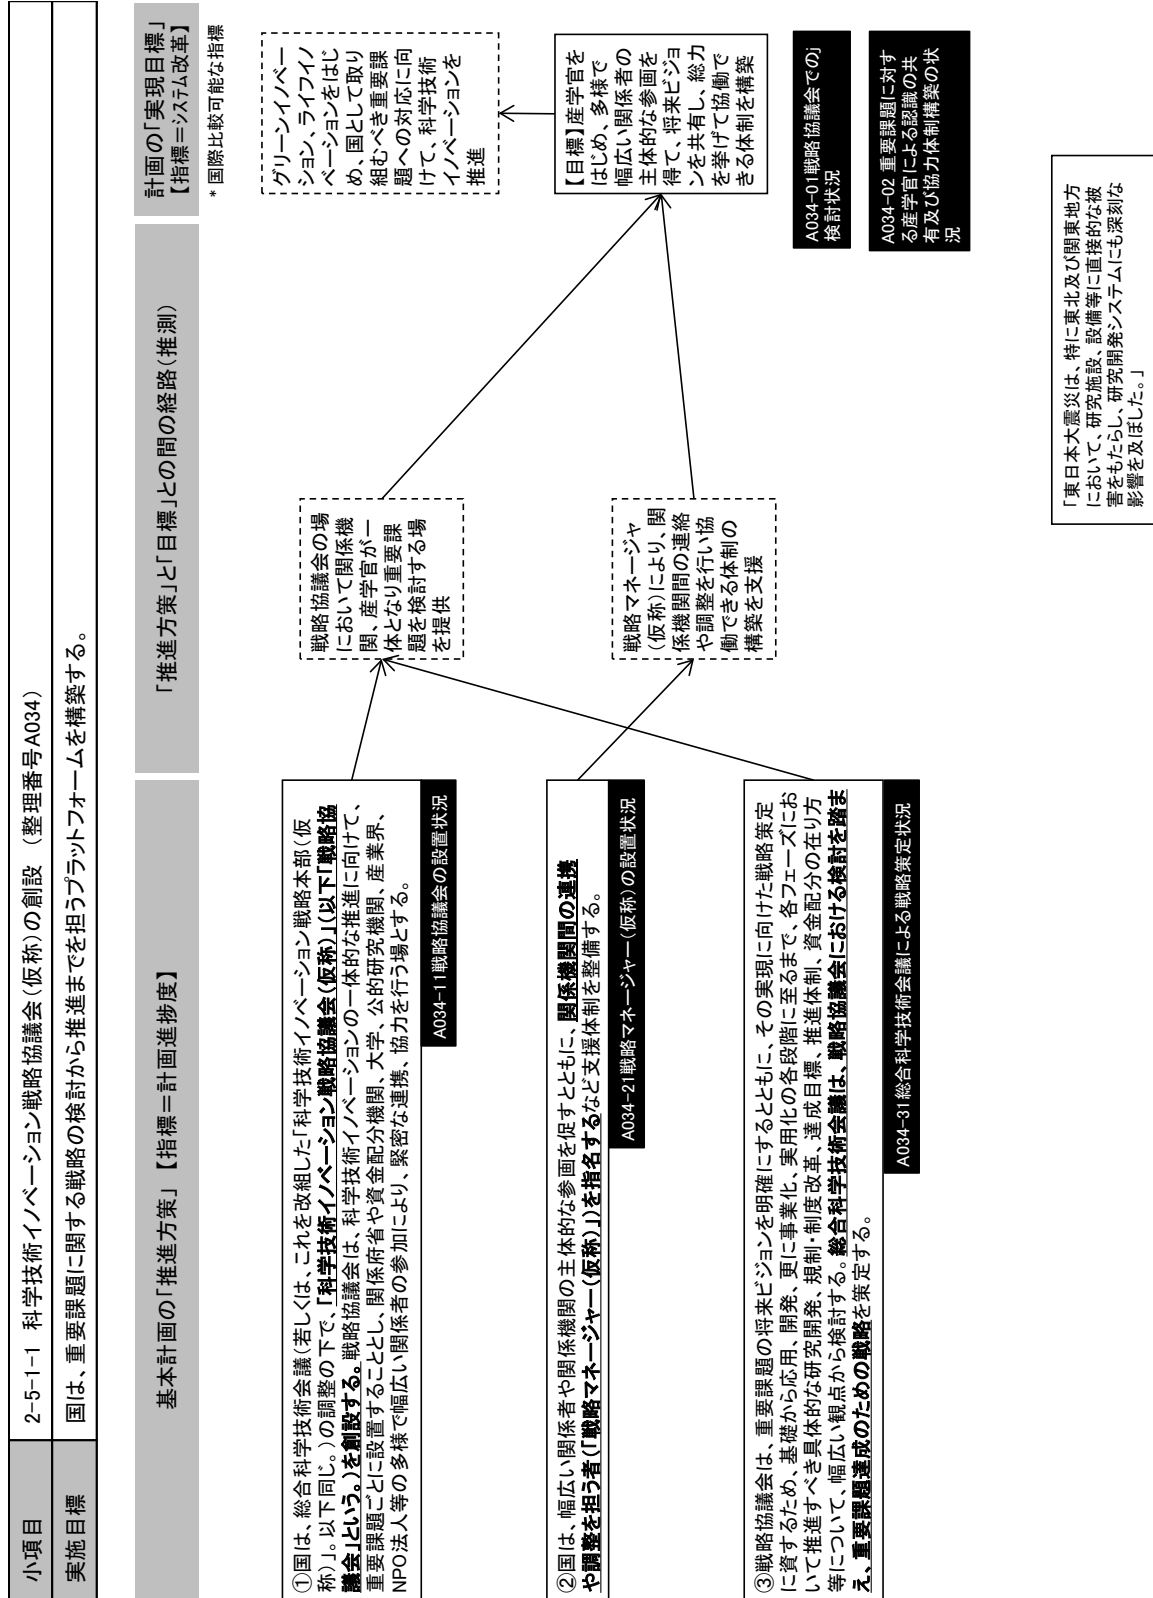 小項目
2-5-1-1 科学技術イノベーション戦略協議会(仮称)の創設 (整理番号A034)
実施目標
国は、重要課題に関する戦略の検討から推進までを担うプラットフォームを構築する。
基本計画の「推進方策」 【指標=計画進捗度】
「推進方策」と「目標」との間の経路(推測)
計画の「実現目標」
【指標=システム改革】
* 国際比較可能な指標
①国は、総合科学技術会議(若しくは、これを改組した「科学技術イノベーション戦略本部(仮
称)」。以下同じ。)の調整の下で、「科学技術イノベーション戦略協議会(仮称)」(以下「戦略協
議会」という。)を創設する。戦略協議会は、科学技術イノベーションの一体的な推進に向けて、
重要課題ごとに設置することとし、関係府省や資金配分機関、大学、公的研究機関、産業界、
NPO法人等の多様で幅広い関係者の参加により、緊密な連携、協力を行う場とする。
A034-11戦略協議会の設置状況
②国は、幅広い関係者や関係機関の主体的な参画を促すとともに、関係機関間の連携
や調整を担う者(「戦略マネージャー(仮称)」)を指名するなど支援体制を整備する。
A034-21戦略マネージャー(仮称)の設置状況
③戦略協議会は、重要課題の将来ビジョンを明確にするとともに、その実現に向けた戦略策定
に資するため、基礎から応用、開発、更に事業化、実用化の各段階に至るまで、各フェーズにお
いて推進すべき具体的な研究開発、規制・制度改革、達成目標、推進体制、資金配分の在り方
等について、幅広い観点から検討する。総合科学技術会議は、戦略協議会における検討を踏ま
え、重要課題達成のための戦略を策定する。
A034-31総合科学技術会議による戦略策定状況
戦略協議会の場
において関係機
関、産学官が一
体となり重要課
題を検討する場
を提供
戦略マネージャ
(仮称)により、関
係機関間の連絡
や調整を行い協
働できる体制の
構築を支援
グリーンイノベー
ション、ライフイノ
ベーションをはじ
め、国として取り
組むべき重要課
題への対応に向
けて、科学技術
イノベーションを
推進
【目標】産学官を
はじめ、多様で
幅広い関係者の
主体的な参画を
得て、将来ビジョ
ンを共有し、総力
を挙げて協働で
きる体制を構築
A034-01戦略協議会での
検討状況
A034-02 重要課題に対す
る産学官による認識の共
有及び協力体制構築の状
況
「東日本大震災は、特に東北及び関東地方
において、研究施設、設備等に直接的な被
害をもたらし、研究開発システムにも深刻な
影響を及ぼした。」